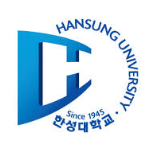 HANSUNG UNIVERSITY
Since 1945
한성대학교